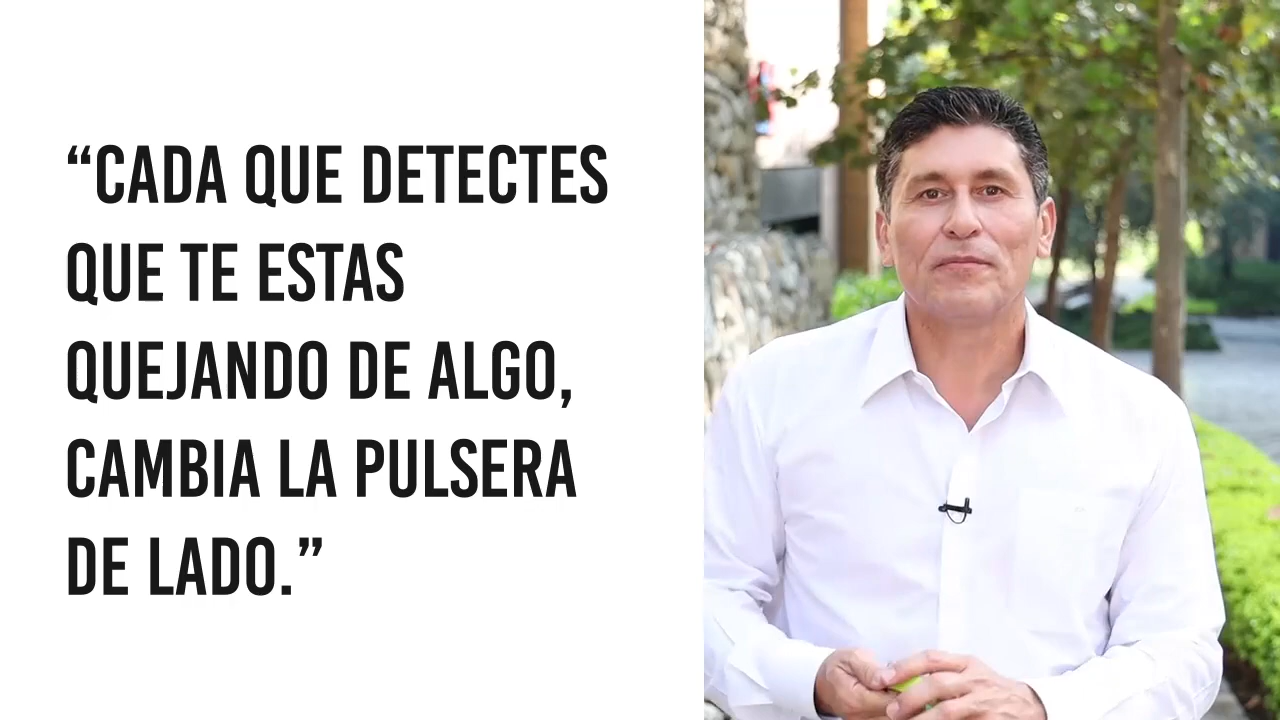 “CADA QUE DETECTES
QUE TE ESTAS
QUEJANDO DE ALGO,
CAMBIA LA PULSERA
DE LADO.”